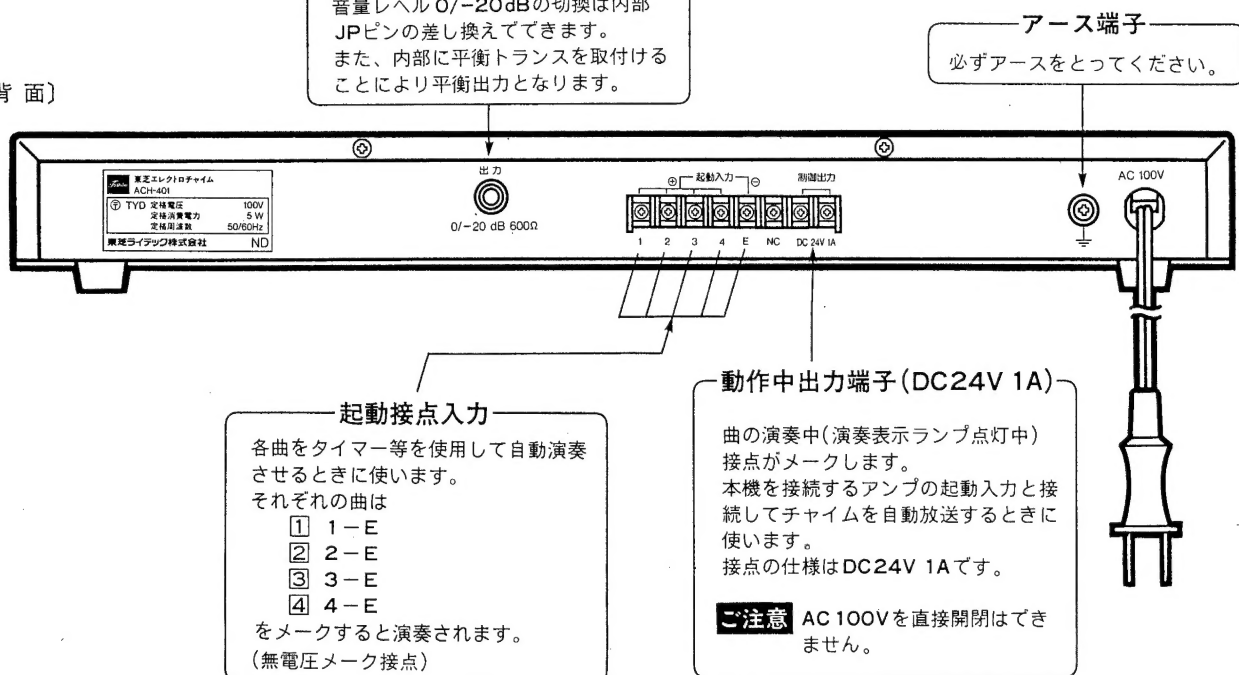 音量レベル 0/−20dBの切換は内部
JPピンの差し換えでできます。
また、内部に平衡トランスを取付ける
ことにより平衡出力となります。
アース端子
必ずアースをとってください。
背 面〕
東芝エレクトロチャイム
ACH-401
TYD 定格電圧 100V
定格消費電力 5 W
定格周波数 50/60Hz
東芝ライテック株式会社 ND
出 力
0/−20 dB 600Ω
⊕ 起動入力 ⊖ 制御出力
1 2 3 4 E NC DC 24V 1A
AC 100V
起動接点入力
各曲をタイマー等を使用して自動演奏
させるときに使います。
それぞれの曲は
1 1−E
2 2−E
3 3−E
4 4−E
をメークすると演奏されます。
(無電圧メーク接点)
動作中出力端子(DC24V 1A)
曲の演奏中(演奏表示ランプ点灯中)
接点がメークします。
本機を接続するアンプの起動入力と接
続してチャイムを自動放送するときに
使います。
接点の仕様はDC24V 1Aです。
ご注意 AC100Vを直接開閉はでき
ません。